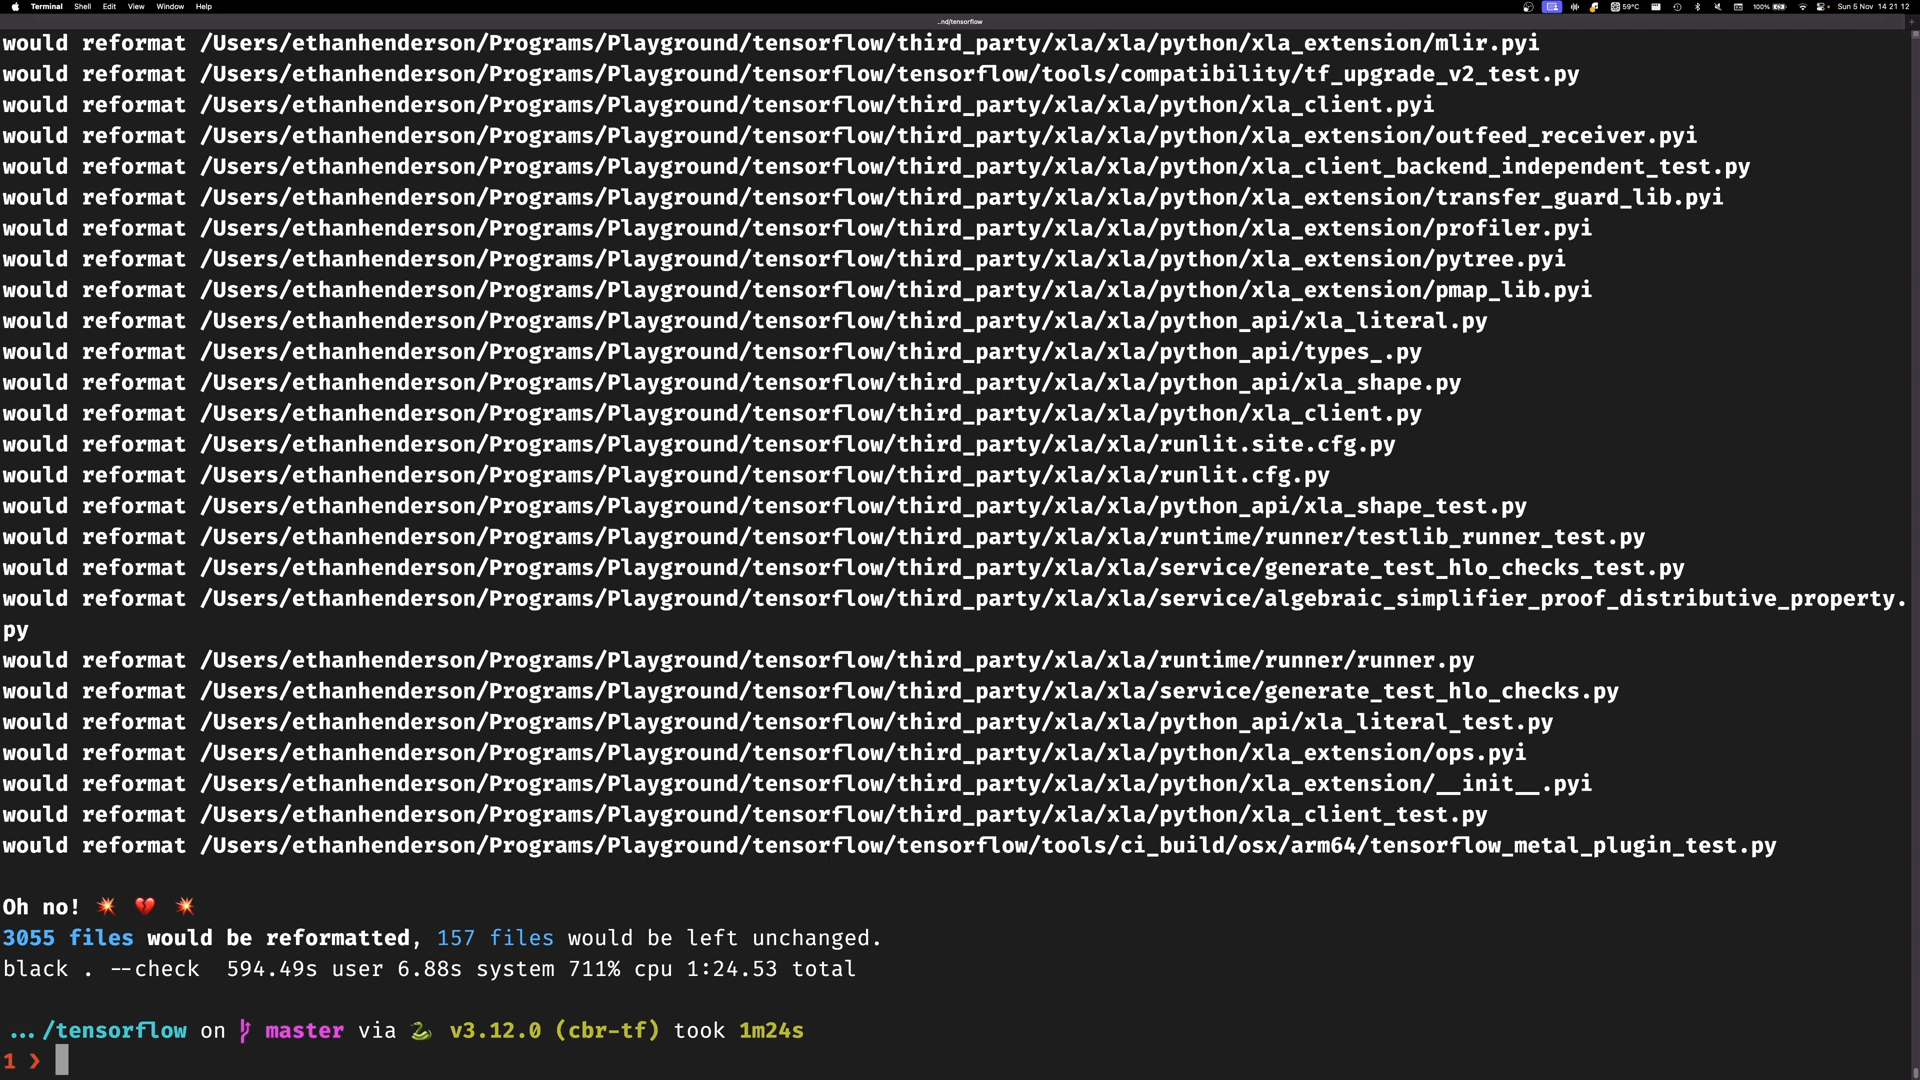 Terminal Shell Edit View Window Help 59°C 100% Sun 5 Nov 14 21 12
..nd/tensorflow
would reformat /Users/ethanhenderson/Programs/Playground/tensorflow/third_party/xla/xla/python/xla_extension/mlir.pyi
would reformat /Users/ethanhenderson/Programs/Playground/tensorflow/tensorflow/tools/compatibility/tf_upgrade_v2_test.py
would reformat /Users/ethanhenderson/Programs/Playground/tensorflow/third_party/xla/xla/python/xla_client.pyi
would reformat /Users/ethanhenderson/Programs/Playground/tensorflow/third_party/xla/xla/python/xla_extension/outfeed_receiver.pyi
would reformat /Users/ethanhenderson/Programs/Playground/tensorflow/third_party/xla/xla/python/xla_client_backend_independent_test.py
would reformat /Users/ethanhenderson/Programs/Playground/tensorflow/third_party/xla/xla/python/xla_extension/transfer_guard_lib.pyi
would reformat /Users/ethanhenderson/Programs/Playground/tensorflow/third_party/xla/xla/python/xla_extension/profiler.pyi
would reformat /Users/ethanhenderson/Programs/Playground/tensorflow/third_party/xla/xla/python/xla_extension/pytree.pyi
would reformat /Users/ethanhenderson/Programs/Playground/tensorflow/third_party/xla/xla/python/xla_extension/pmap_lib.pyi
would reformat /Users/ethanhenderson/Programs/Playground/tensorflow/third_party/xla/xla/python_api/xla_literal.py
would reformat /Users/ethanhenderson/Programs/Playground/tensorflow/third_party/xla/xla/python_api/types_.py
would reformat /Users/ethanhenderson/Programs/Playground/tensorflow/third_party/xla/xla/python_api/xla_shape.py
would reformat /Users/ethanhenderson/Programs/Playground/tensorflow/third_party/xla/xla/python/xla_client.py
would reformat /Users/ethanhenderson/Programs/Playground/tensorflow/third_party/xla/xla/runlit.site.cfg.py
would reformat /Users/ethanhenderson/Programs/Playground/tensorflow/third_party/xla/xla/runlit.cfg.py
would reformat /Users/ethanhenderson/Programs/Playground/tensorflow/third_party/xla/xla/python_api/xla_shape_test.py
would reformat /Users/ethanhenderson/Programs/Playground/tensorflow/third_party/xla/xla/runtime/runner/testlib_runner_test.py
would reformat /Users/ethanhenderson/Programs/Playground/tensorflow/third_party/xla/xla/service/generate_test_hlo_checks_test.py
would reformat /Users/ethanhenderson/Programs/Playground/tensorflow/third_party/xla/xla/service/algebraic_simplifier_proof_distributive_property.
py
would reformat /Users/ethanhenderson/Programs/Playground/tensorflow/third_party/xla/xla/runtime/runner/runner.py
would reformat /Users/ethanhenderson/Programs/Playground/tensorflow/third_party/xla/xla/service/generate_test_hlo_checks.py
would reformat /Users/ethanhenderson/Programs/Playground/tensorflow/third_party/xla/xla/python_api/xla_literal_test.py
would reformat /Users/ethanhenderson/Programs/Playground/tensorflow/third_party/xla/xla/python/xla_extension/ops.pyi
would reformat /Users/ethanhenderson/Programs/Playground/tensorflow/third_party/xla/xla/python/xla_extension/__init__.pyi
would reformat /Users/ethanhenderson/Programs/Playground/tensorflow/third_party/xla/xla/python/xla_client_test.py
would reformat /Users/ethanhenderson/Programs/Playground/tensorflow/tensorflow/tools/ci_build/osx/arm64/tensorflow_metal_plugin_test.py
Oh no! 💥 💔 💥
3055 files would be reformatted, 157 files would be left unchanged.
black . --check 594.49s user 6.88s system 711% cpu 1:24.53 total
.../tensorflow on master via 🐍 v3.12.0 (cbr-tf) took 1m24s
1 ❯